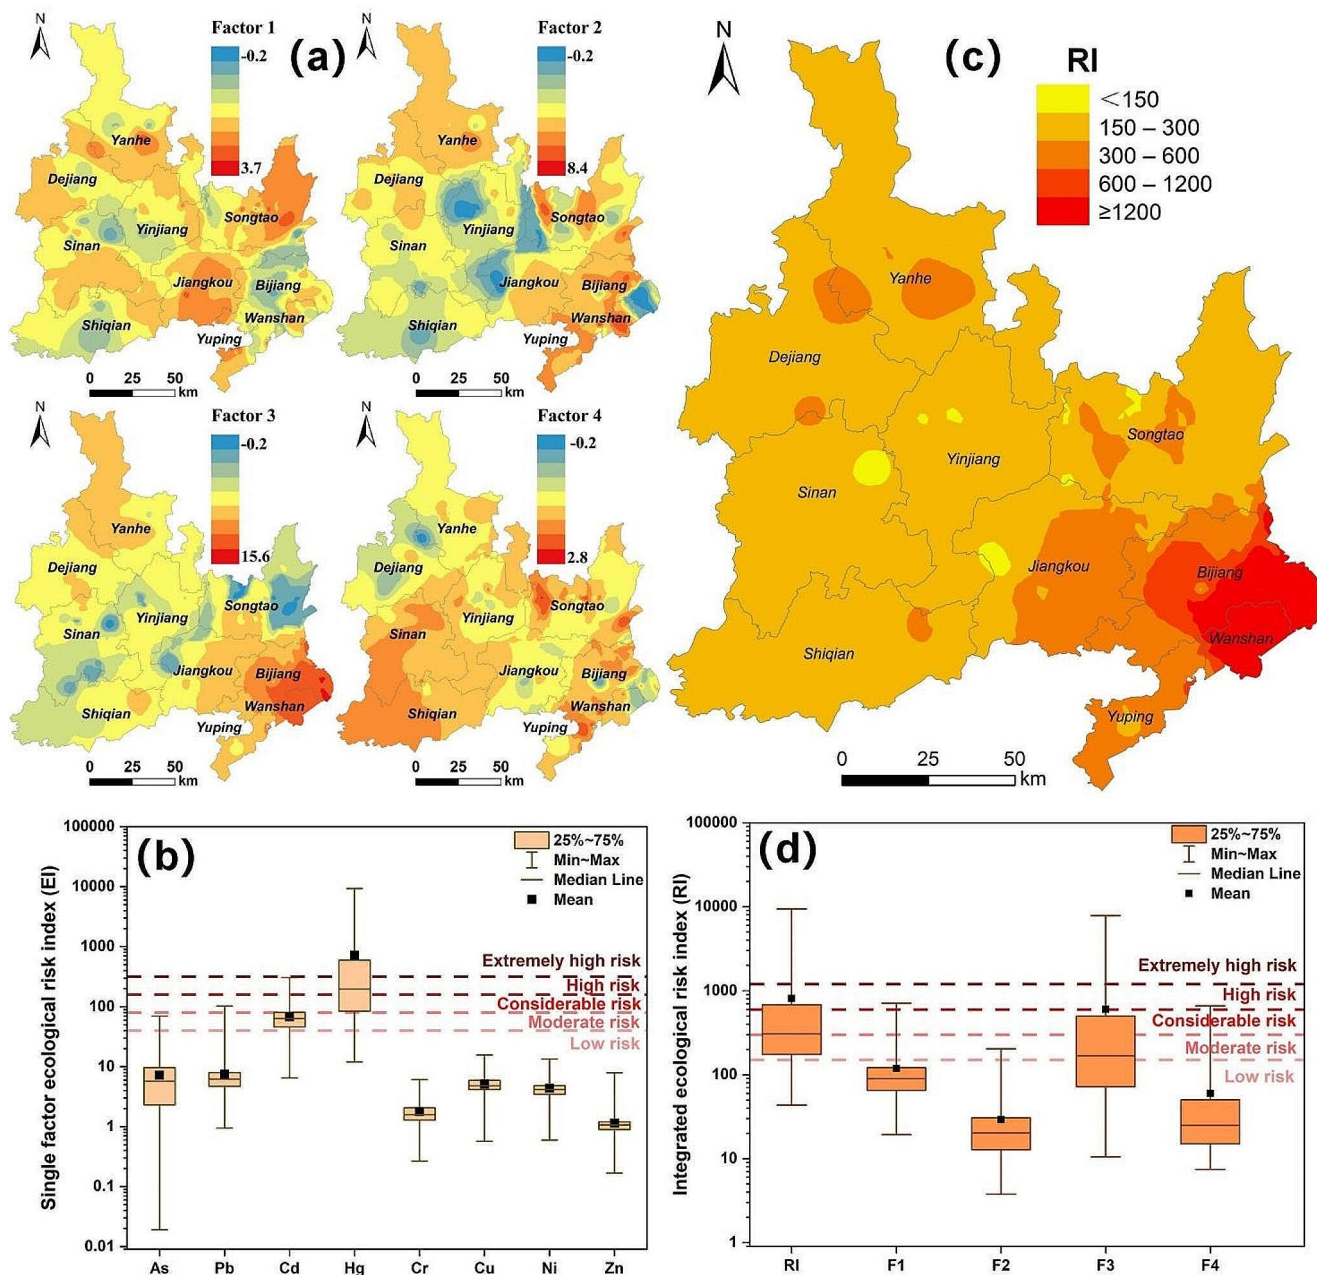 (a)
N
Factor 1
-0.2
3.7
Yanhe
Dejiang
Songtao
Yinjiang
Sinan
Jiangkou
Bijiang
Wanshan
Shiqian
Yuping
0 25 50
km
N
Factor 2
-0.2
8.4
Yanhe
Dejiang
Songtao
Yinjiang
Sinan
Jiangkou
Bijiang
Wanshan
Shiqian
Yuping
0 25 50
km
N
Factor 3
-0.2
15.6
Yanhe
Dejiang
Songtao
Yinjiang
Sinan
Jiangkou
Bijiang
Wanshan
Shiqian
Yuping
0 25 50
km
N
Factor 4
-0.2
2.8
Yanhe
Dejiang
Songtao
Yinjiang
Sinan
Jiangkou
Bijiang
Wanshan
Shiqian
Yuping
0 25 50
km
(c)
N
RI
<150
150 – 300
300 – 600
600 – 1200
≥1200
Yanhe
Dejiang
Songtao
Yinjiang
Sinan
Jiangkou
Bijiang
Wanshan
Shiqian
Yuping
0 25 50
km
(b)
Single factor ecological risk index (EI)
100000
10000
1000
100
10
1
0.1
0.01
25%~75%
Min~Max
Median Line
Mean
Extremely high risk
High risk
Considerable risk
Moderate risk
Low risk
As Pb Cd Hg Cr Cu Ni Zn
(d)
Integrated ecological risk index (RI)
100000
10000
1000
100
10
1
25%~75%
Min~Max
Median Line
Mean
Extremely high risk
High risk
Considerable risk
Moderate risk
Low risk
RI F1 F2 F3 F4